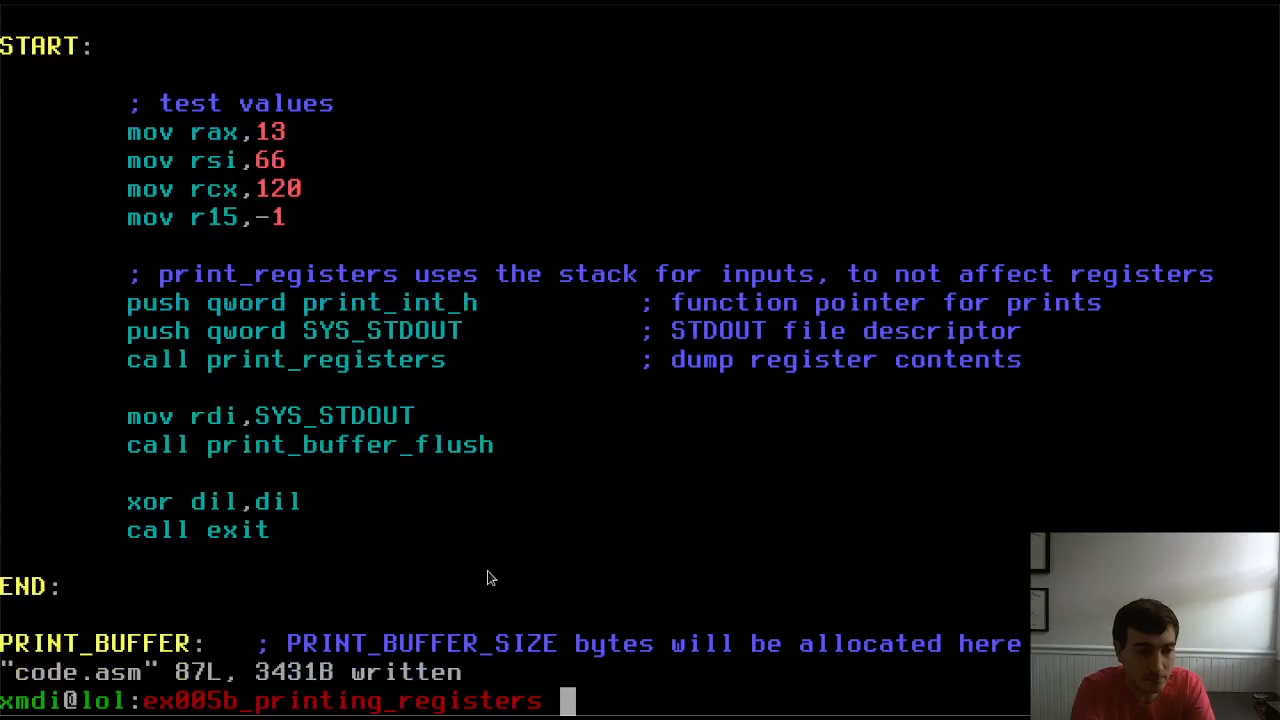 START:
; test values
mov rax,13
mov rsi,66
mov rcx,120
mov r15,-1
; print_registers uses the stack for inputs, to not affect registers
push qword print_int_h ; function pointer for prints
push qword SYS_STDOUT ; STDOUT file descriptor
call print_registers ; dump register contents
mov rdi,SYS_STDOUT
call print_buffer_flush
xor dil,dil
call exit
END:
PRINT_BUFFER: ; PRINT_BUFFER_SIZE bytes will be allocated here
"code.asm" 87L, 3431B written
xmdi@lol:ex005b_printing_registers